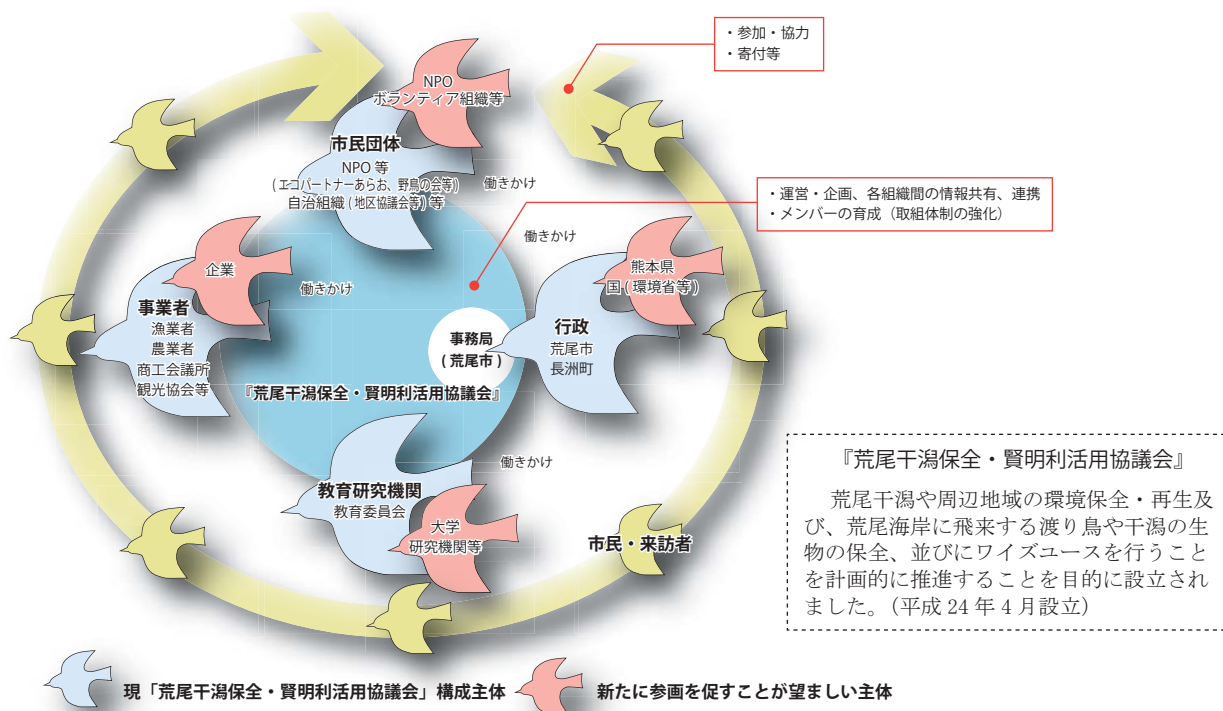 ・参加・協力
・寄付等
NPO
ボランティア組織等
市民団体
NPO 等
(エコパートナーあらお、野鳥の会等)
自治組織(地区協議会等)等
働きかけ
・運営・企画、各組織間の情報共有、連携
・メンバーの育成（取組体制の強化）
働きかけ
企業
働きかけ
熊本県
国(環境省等)
事業者
漁業者
農業者
商工会議所
観光協会等
事務局
(荒尾市)
行政
荒尾市
長洲町
『荒尾干潟保全・賢明利活用協議会』
働きかけ
教育研究機関
教育委員会
大学
研究機関等
市民・来訪者
『荒尾干潟保全・賢明利活用協議会』
荒尾干潟や周辺地域の環境保全・再生及
び、荒尾海岸に飛来する渡り鳥や干潟の生
物の保全、並びにワイズユースを行うこと
を計画的に推進することを目的に設立され
ました。（平成 24 年 4 月設立）
現「荒尾干潟保全・賢明利活用協議会」構成主体
新たに参画を促すことが望ましい主体